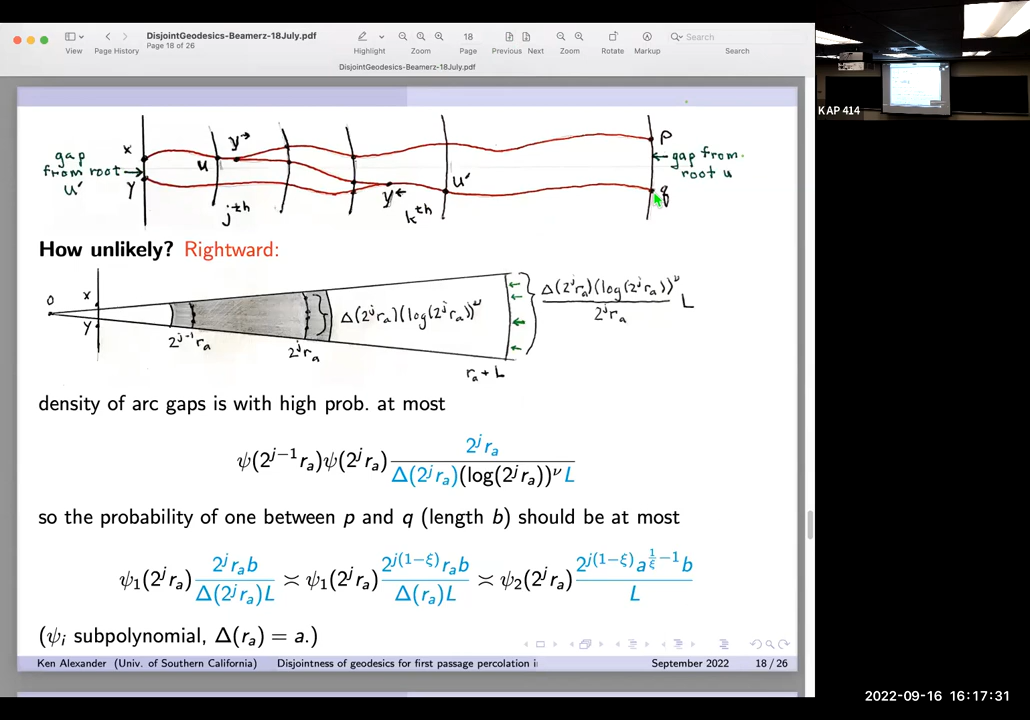 DisjointGeodesics-Beamerz-18July.pdf
Page 18 of 26
View
Page History
Highlight
Zoom
18
Page
Previous
Next
Zoom
Rotate
Markup
Search
Search
DisjointGeodesics-Beamerz-18July.pdf
KAP 414
gap
from root
u'
x
y
u
y→
jth
y←
kth
u'
p
← gap from
root u
q
How unlikely? Rightward:
0
x
y
2^{j-1} r_a
2^j r_a
Δ(2^j r_a)(log(2^j r_a))^ν
r_a + L
Δ(2^j r_a)(log(2^j r_a))^ν / 2^j r_a L
density of arc gaps is with high prob. at most
ψ(2^{j−1}r_a)ψ(2^j r_a) 2^j r_a / Δ(2^j r_a)(log(2^j r_a))^ν L
so the probability of one between p and q (length b) should be at most
ψ_1(2^j r_a) 2^j r_a b / Δ(2^j r_a)L ≍ ψ_1(2^j r_a) 2^{j(1−ξ)} r_a b / Δ(r_a)L ≍ ψ_2(2^j r_a) 2^{j(1−ξ)} a^{1/ξ −1} b / L
(ψ_i subpolynomial, Δ(r_a) = a.)
Ken Alexander (Univ. of Southern California)
Disjointness of geodesics for first passage percolation i
September 2022
18 / 26
2022-09-16 16:17:31